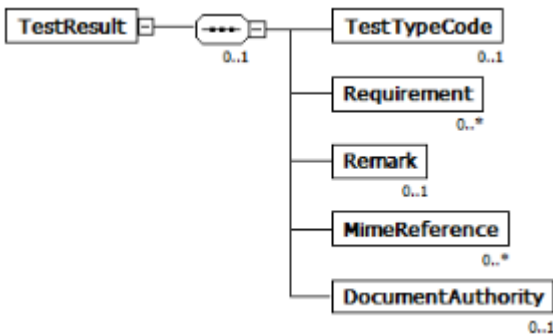 TestResult
0..1
TestTypeCode
0..1
Requirement
0..*
Remark
0..1
MimeReference
0..*
DocumentAuthority
0..1